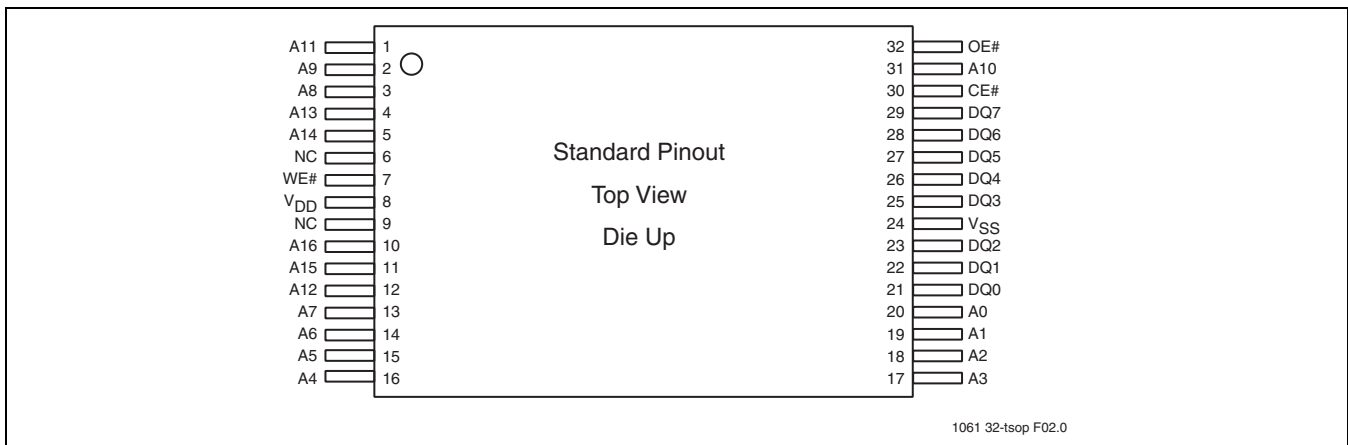 A11 1 32 OE#
A9 2 31 A10
A8 3 30 CE#
A13 4 29 DQ7
A14 5 28 DQ6
NC 6 27 DQ5
WE# 7 26 DQ4
VDD 8 25 DQ3
NC 9 24 VSS
A16 10 23 DQ2
A15 11 22 DQ1
A12 12 21 DQ0
A7 13 20 A0
A6 14 19 A1
A5 15 18 A2
A4 16 17 A3
Standard Pinout
Top View
Die Up
1061 32-tsop F02.0